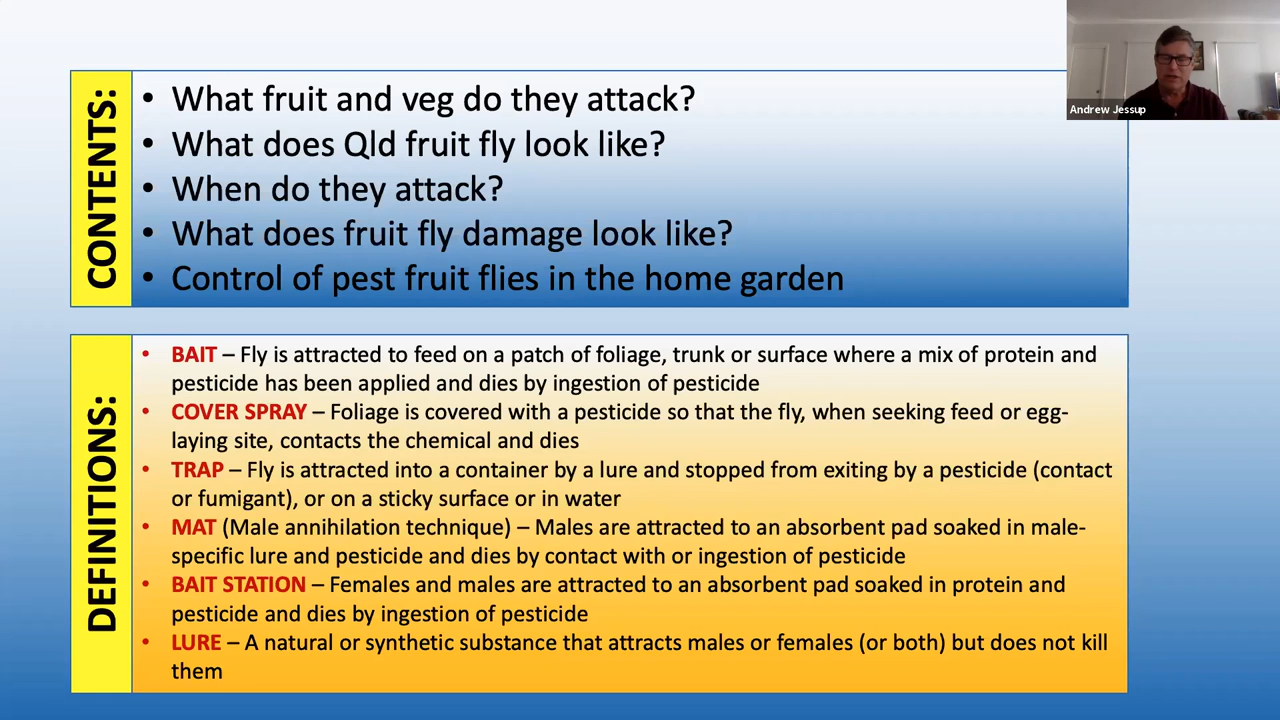 CONTENTS:
• What fruit and veg do they attack?
• What does Qld fruit fly look like?
• When do they attack?
• What does fruit fly damage look like?
• Control of pest fruit flies in the home garden
Andrew Jessup
DEFINITIONS:
• BAIT – Fly is attracted to feed on a patch of foliage, trunk or surface where a mix of protein and
pesticide has been applied and dies by ingestion of pesticide
• COVER SPRAY – Foliage is covered with a pesticide so that the fly, when seeking feed or egg-
laying site, contacts the chemical and dies
• TRAP – Fly is attracted into a container by a lure and stopped from exiting by a pesticide (contact
or fumigant), or on a sticky surface or in water
• MAT (Male annihilation technique) – Males are attracted to an absorbent pad soaked in male-
specific lure and pesticide and dies by contact with or ingestion of pesticide
• BAIT STATION – Females and males are attracted to an absorbent pad soaked in protein and
pesticide and dies by ingestion of pesticide
• LURE – A natural or synthetic substance that attracts males or females (or both) but does not kill
them